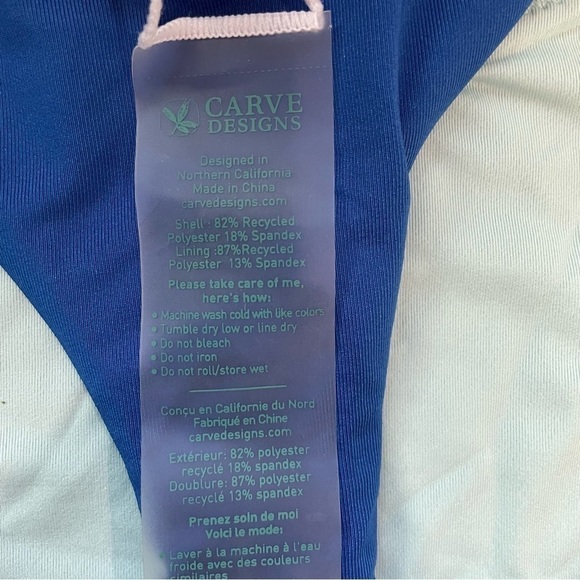 CARVE
DESIGNS
Designed in
Northern California
Made in China
carvedesigns.com
Shell : 82% Recycled
Polyester 18% Spandex
Lining :87%Recycled
Polyester 13% Spandex
Please take care of me,
here's how:
• Machine wash cold with like colors
• Tumble dry low or line dry
• Do not bleach
• Do not iron
• Do not roll/store wet
Conçu en Californie du Nord
Fabriqué en Chine
carvedesigns.com
Extérieur: 82% polyester
recyclé 18% spandex
Doublure: 87% polyester
recyclé 13% spandex
Prenez soin de moi
Voici le mode:
• Laver à la machine à l'eau
froide avec des couleurs
similaires